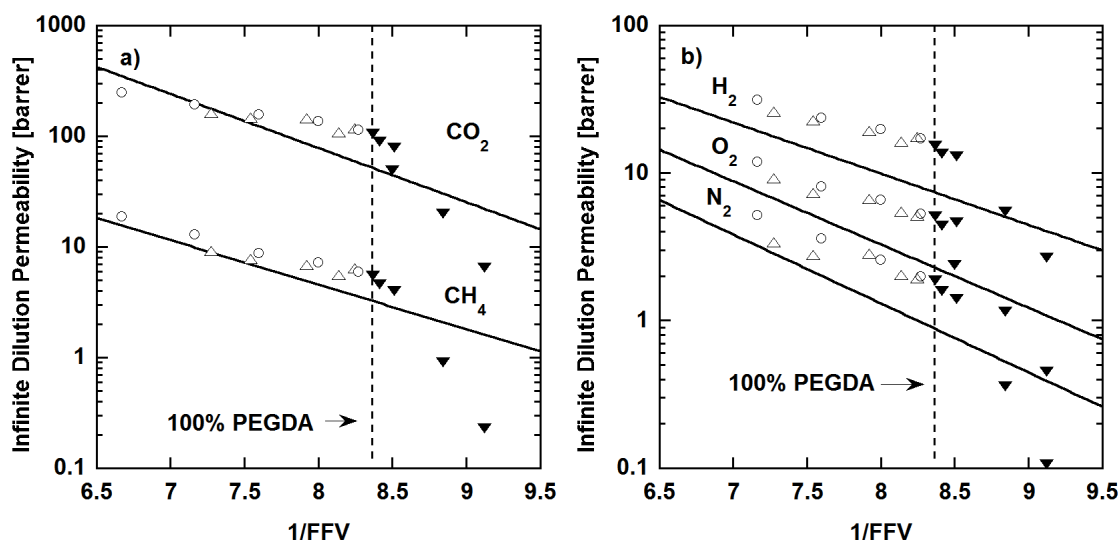 Infinite Dilution Permeability [barrer]
1000
100
10
1
0.1
a)
CO2
CH4
100% PEGDA
6.5 7 7.5 8 8.5 9 9.5
1/FFV
Infinite Dilution Permeability [barrer]
100
10
1
0.1
b)
H2
O2
N2
100% PEGDA
6.5 7 7.5 8 8.5 9 9.5
1/FFV